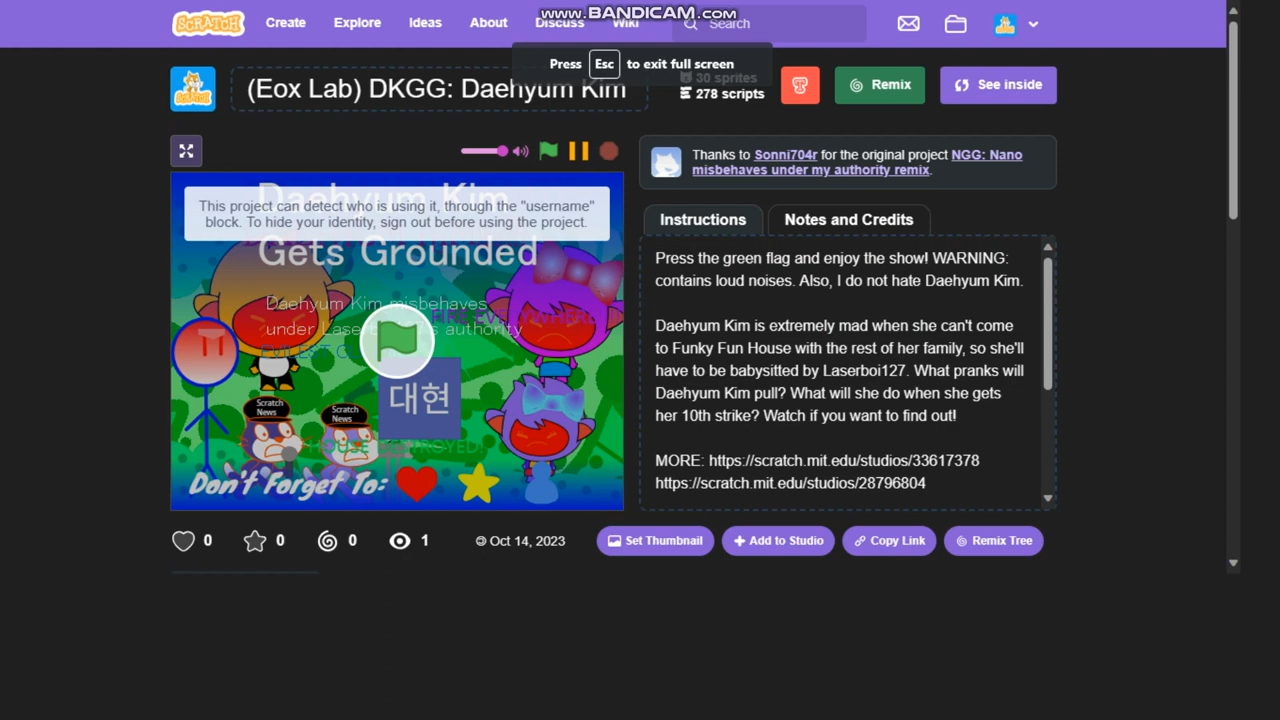 www.BANDICAM.com
SCRATCH
Create
Explore
Ideas
About
Discuss
Wiki
Search
Press Esc to exit full screen
(Eox Lab) DKGG: Daehyum Kim
30 sprites
278 scripts
Remix
See inside
Thanks to Sonni704r for the original project NGG: Nano
misbehaves under my authority remix.
Instructions
Notes and Credits
This project can detect who is using it, through the "username"
block. To hide your identity, sign out before using the project.
Daehyum Kim
Gets Grounded
Daehyum Kim misbehaves
under Laserboi127's authority
FIRE EVERYWHERE!
대현
Scratch
News
Scratch
News
HOUSE DESTROYED!
Don't Forget To:
Press the green flag and enjoy the show! WARNING:
contains loud noises. Also, I do not hate Daehyum Kim.
Daehyum Kim is extremely mad when she can't come
to Funky Fun House with the rest of her family, so she'll
have to be babysitted by Laserboi127. What pranks will
Daehyum Kim pull? What will she do when she gets
her 10th strike? Watch if you want to find out!
MORE: https://scratch.mit.edu/studios/33617378
https://scratch.mit.edu/studios/28796804
0
0
0
1
© Oct 14, 2023
Set Thumbnail
Add to Studio
Copy Link
Remix Tree